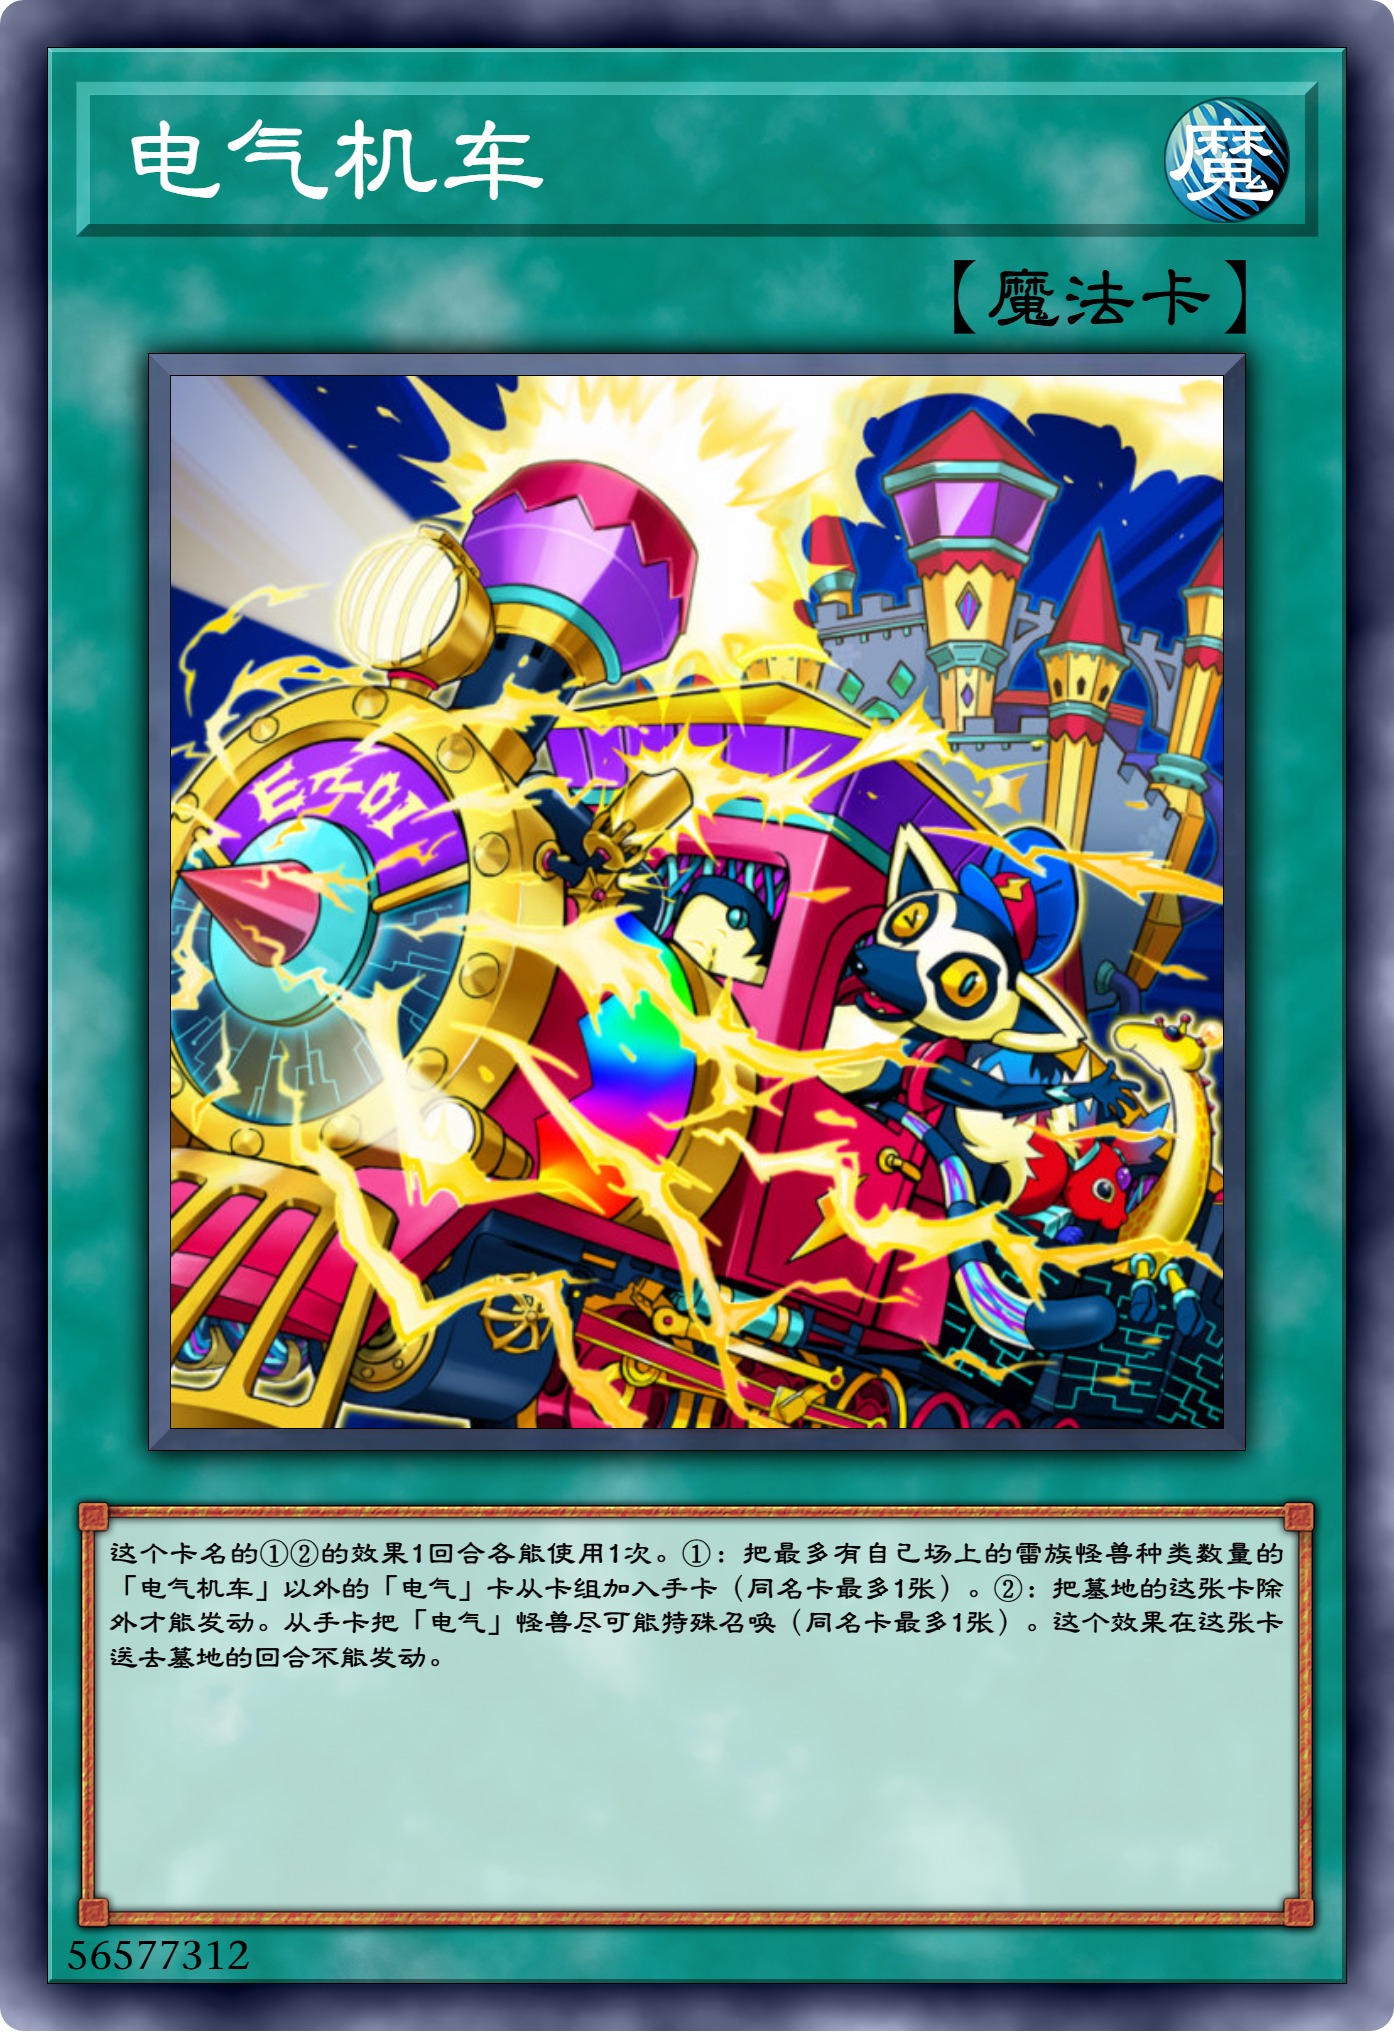 电气机车
魔
【魔法卡】
这个卡名的①②的效果1回合各能使用1次。①：把最多有自己场上的雷族怪兽种类数量的
「电气机车」以外的「电气」卡从卡组加入手卡（同名卡最多1张）。②：把墓地的这张卡除
外才能发动。从手卡把「电气」怪兽尽可能特殊召唤（同名卡最多1张）。这个效果在这张卡
送去墓地的回合不能发动。
56577312